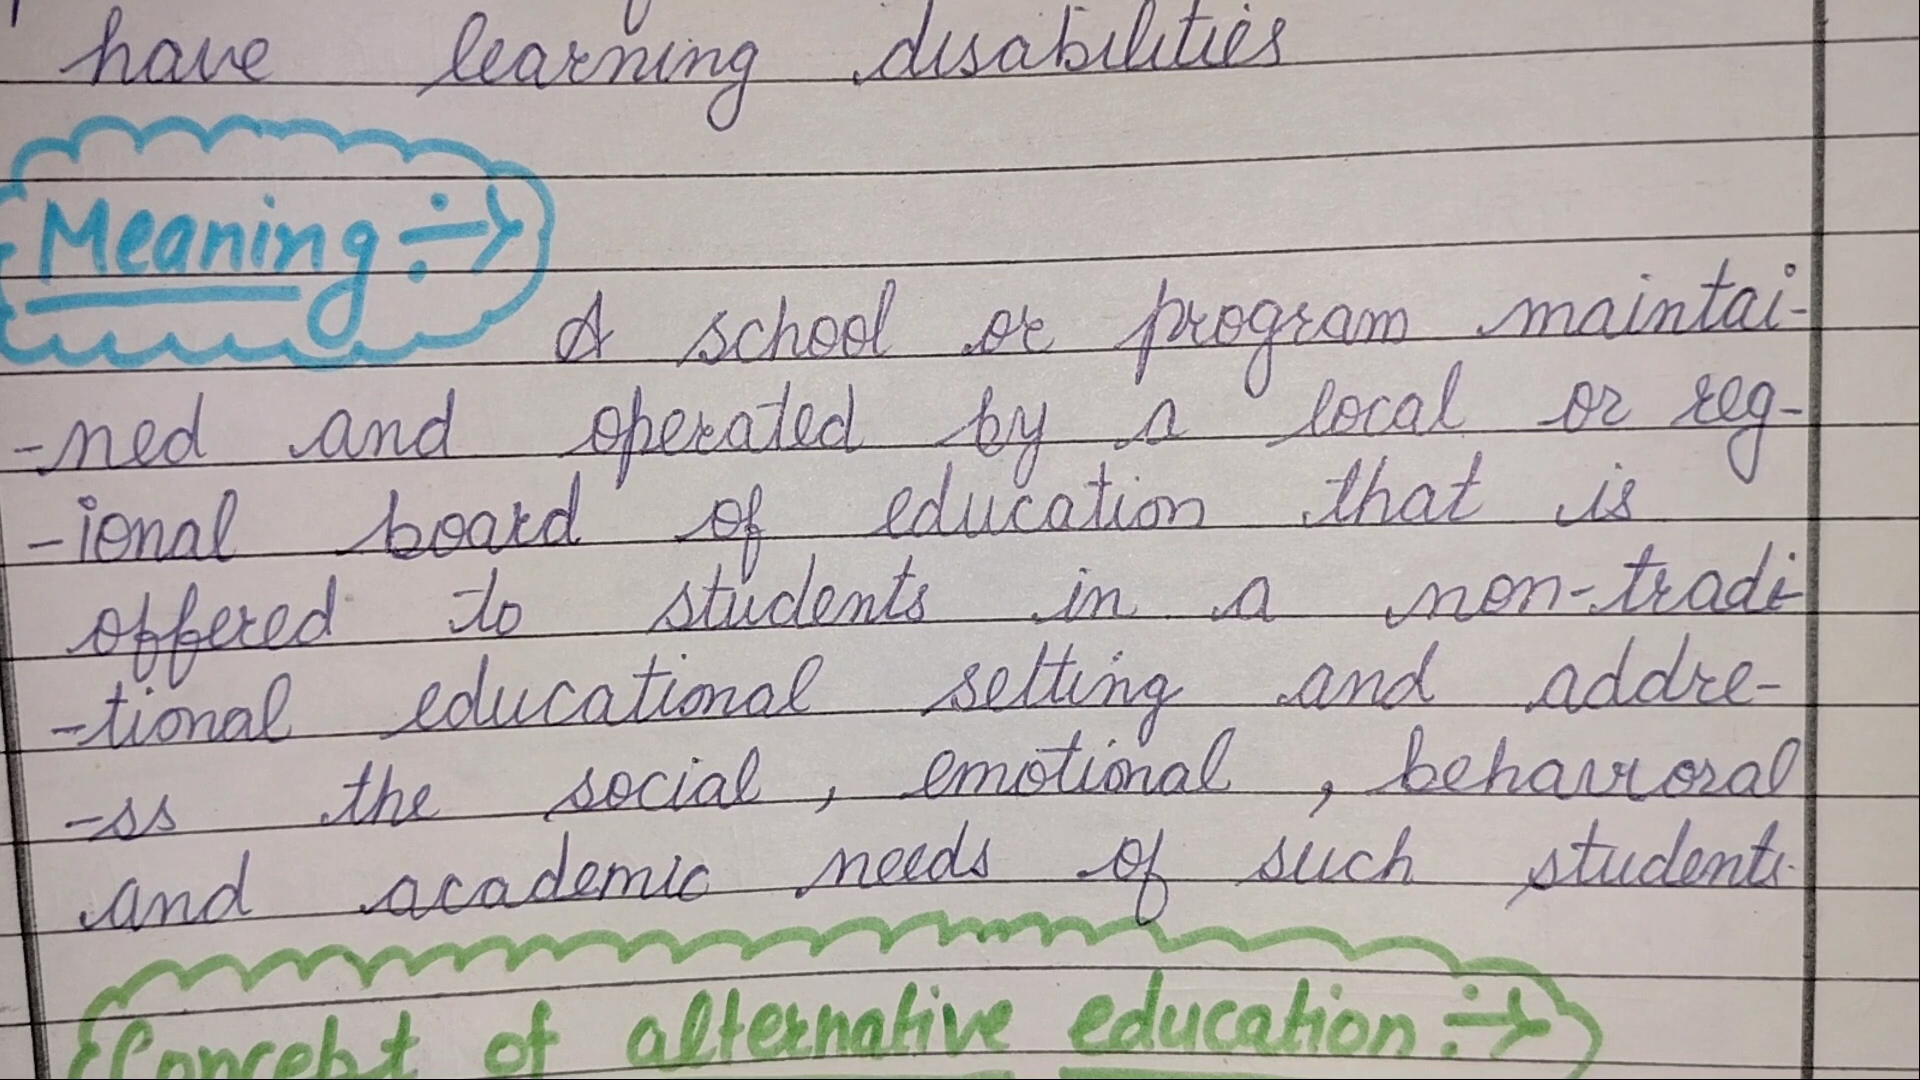 have learning disabilities
Meaning :->
A school or program maintai-
-ned and operated by a local or reg-
-ional board of education that is
offered to students in a non-tradi-
-tional educational setting and addre-
-ss the social, emotional, behavioral
and academic needs of such students.
Concept of alternative education :->